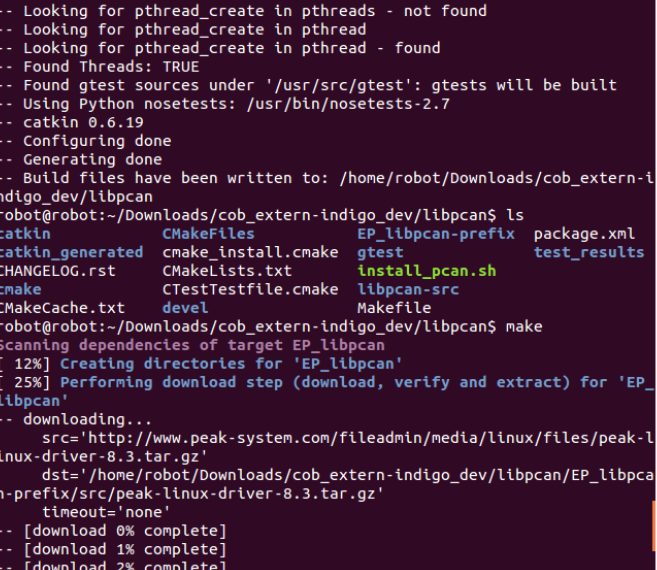 -- Looking for pthread_create in pthreads - not found
-- Looking for pthread_create in pthread
-- Looking for pthread_create in pthread - found
-- Found Threads: TRUE
-- Found gtest sources under '/usr/src/gtest': gtests will be built
-- Using Python nosetests: /usr/bin/nosetests-2.7
-- catkin 0.6.19
-- Configuring done
-- Generating done
-- Build files have been written to: /home/robot/Downloads/cob_extern-i
ndigo_dev/libpcan
robot@robot:~/Downloads/cob_extern-indigo_dev/libpcan$ ls
catkin CMakeFiles EP_libpcan-prefix package.xml
catkin_generated cmake_install.cmake gtest test_results
CHANGELOG.rst CMakeLists.txt install_pcan.sh
cmake CTestTestfile.cmake libpcan-src
CMakeCache.txt devel Makefile
robot@robot:~/Downloads/cob_extern-indigo_dev/libpcan$ make
Scanning dependencies of target EP_libpcan
[ 12%] Creating directories for 'EP_libpcan'
[ 25%] Performing download step (download, verify and extract) for 'EP_
libpcan'
-- downloading...
src='http://www.peak-system.com/fileadmin/media/linux/files/peak-l
inux-driver-8.3.tar.gz'
dst='/home/robot/Downloads/cob_extern-indigo_dev/libpcan/EP_libpca
n-prefix/src/peak-linux-driver-8.3.tar.gz'
timeout='none'
-- [download 0% complete]
-- [download 1% complete]
-- [download 2% complete]